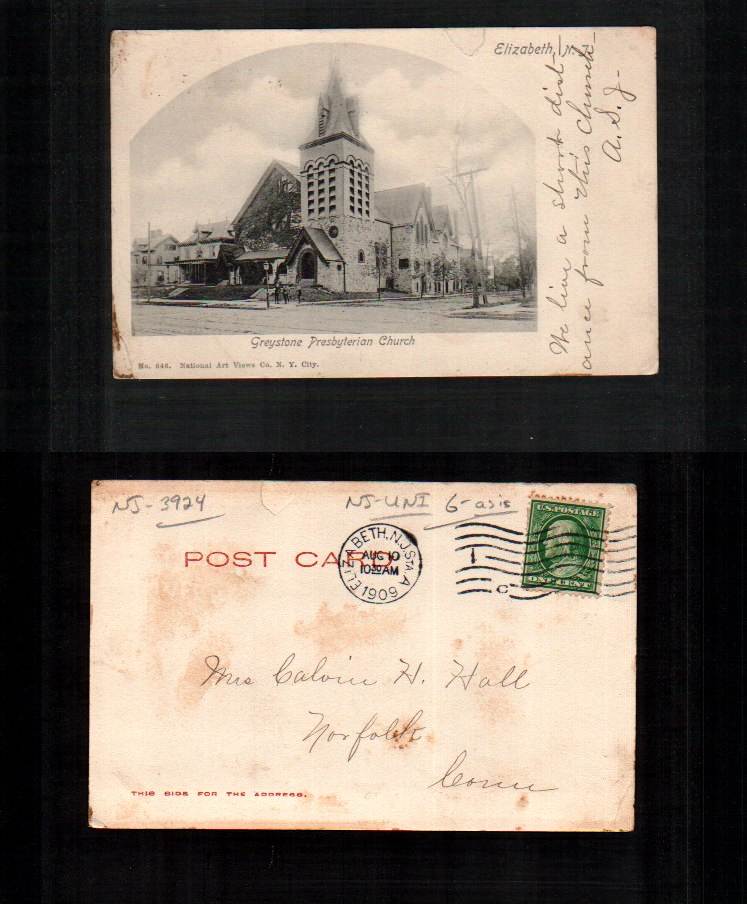 Elizabeth, N.
We live a short dist-
ance from this Church-
A. S. J.
Greystone Presbyterian Church
No. 646. National Art Views Co. N. Y. City.
NJ-3924
NJ-UNI 6-asis
POST CARD
ELIZABETH, N.J. STA A
AUG 10
10 30 AM
1909
1
C
U.S. POSTAGE
ONE CENT
Mrs Calvin H. Hall
Norfolk
Conn
THIS SIDE FOR THE ADDRESS.